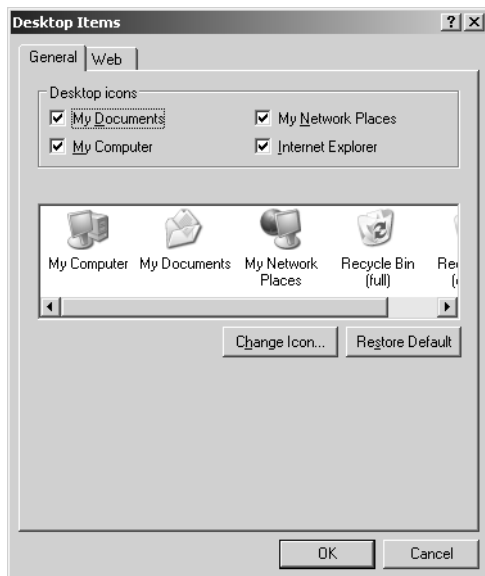 Desktop Items
General Web
Desktop icons
My Documents My Network Places
My Computer Internet Explorer
My Computer My Documents My Network Places Recycle Bin (full)
Change Icon... Restore Default
OK Cancel